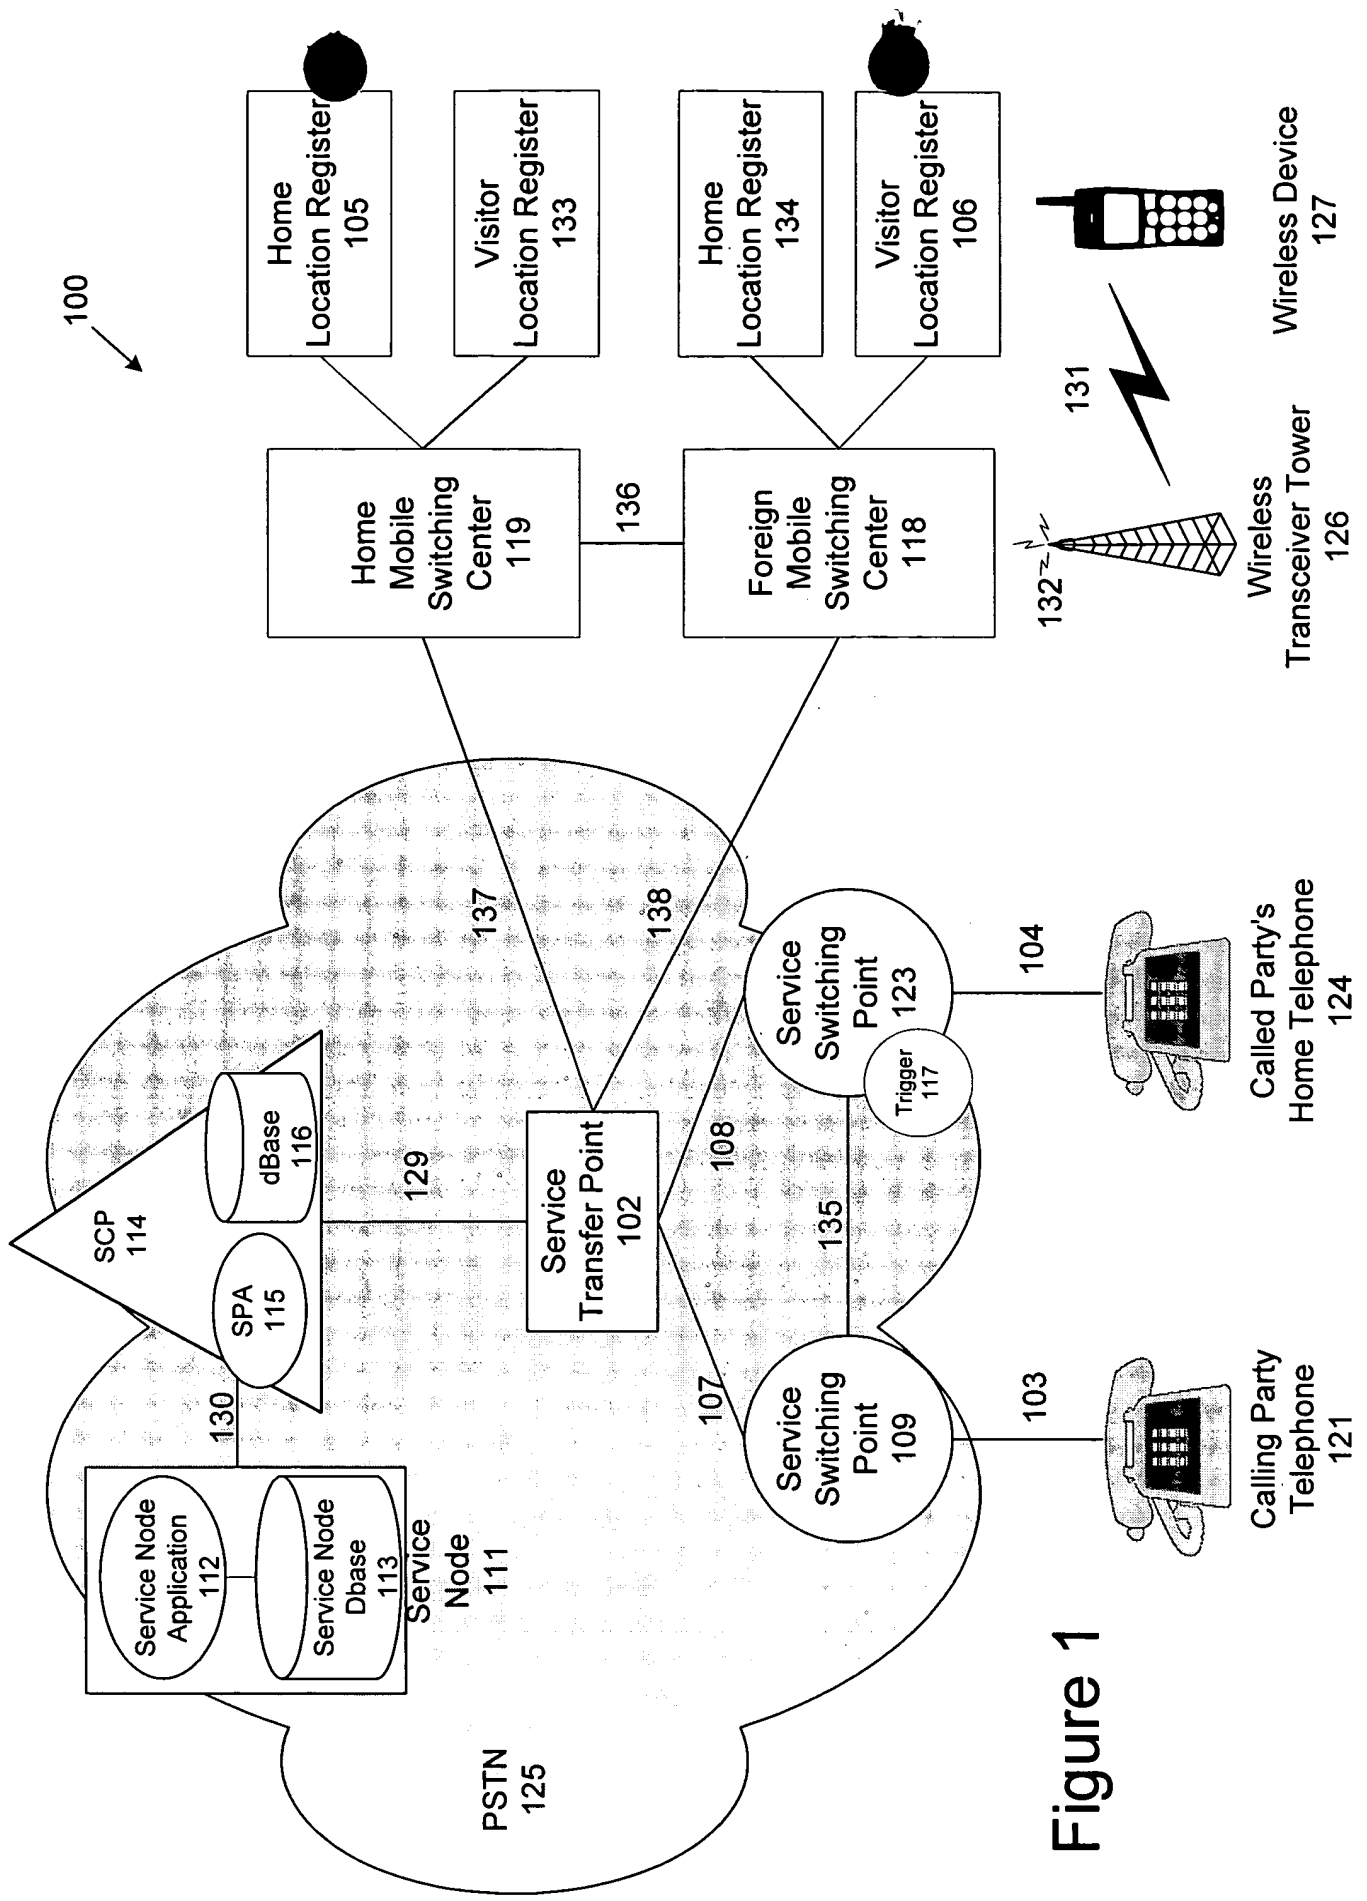 100
Home
Location Register
105
Visitor
Location Register
133
Home
Location Register
134
Visitor
Location Register
106
Home
Mobile
Switching
Center
119
136
Foreign
Mobile
Switching
Center
118
131
132
Wireless Device
127
Wireless
Transceiver Tower
126
137
138
SCP
114
SPA
115
dBase
116
129
130
Service Node
Application
112
Service Node
Dbase
113
Service
Node
111
Service
Transfer Point
102
107
108
135
Service
Switching
Point
109
Service
Switching
Point
123
Trigger
117
103
104
Calling Party
Telephone
121
Called Party's
Home Telephone
124
PSTN
125
Figure 1